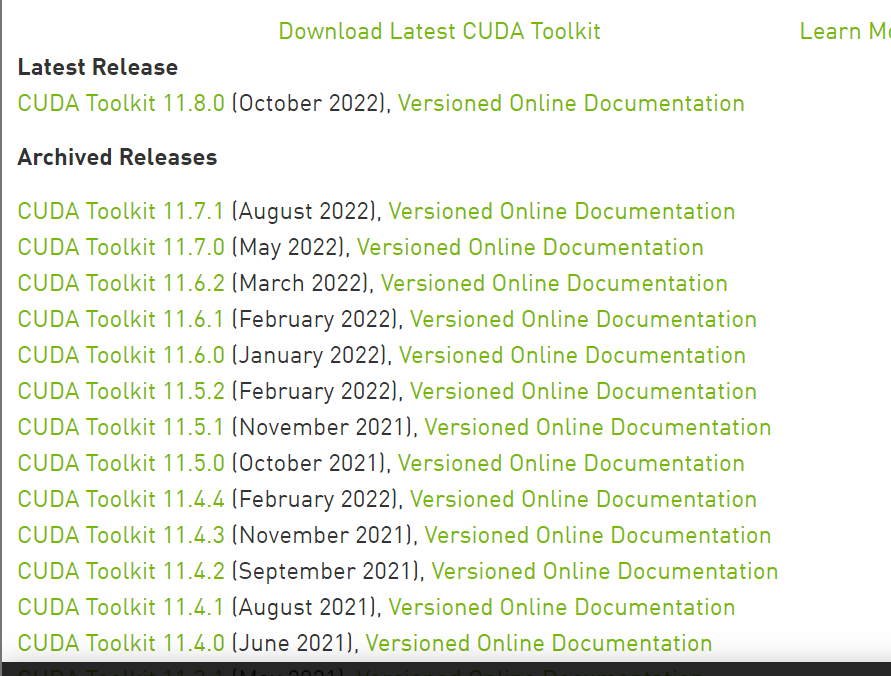 Download Latest CUDA Toolkit Learn
Latest Release
CUDA Toolkit 11.8.0 (October 2022), Versioned Online Documentation
Archived Releases
CUDA Toolkit 11.7.1 (August 2022), Versioned Online Documentation
CUDA Toolkit 11.7.0 (May 2022), Versioned Online Documentation
CUDA Toolkit 11.6.2 (March 2022), Versioned Online Documentation
CUDA Toolkit 11.6.1 (February 2022), Versioned Online Documentation
CUDA Toolkit 11.6.0 (January 2022), Versioned Online Documentation
CUDA Toolkit 11.5.2 (February 2022), Versioned Online Documentation
CUDA Toolkit 11.5.1 (November 2021), Versioned Online Documentation
CUDA Toolkit 11.5.0 (October 2021), Versioned Online Documentation
CUDA Toolkit 11.4.4 (February 2022), Versioned Online Documentation
CUDA Toolkit 11.4.3 (November 2021), Versioned Online Documentation
CUDA Toolkit 11.4.2 (September 2021), Versioned Online Documentation
CUDA Toolkit 11.4.1 (August 2021), Versioned Online Documentation
CUDA Toolkit 11.4.0 (June 2021), Versioned Online Documentation